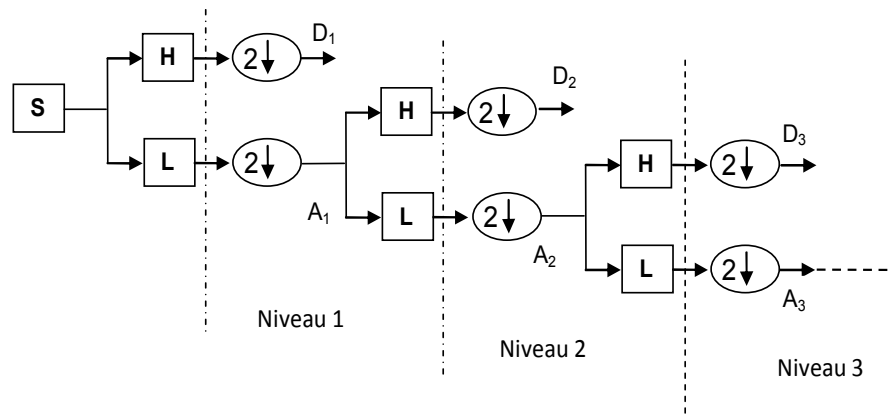 D₁
H
2↓
D₂
S
H
2↓
D₃
L
2↓
H
2↓
A₁
L
2↓
A₂
L
2↓
A₃
Niveau 1
Niveau 2
Niveau 3